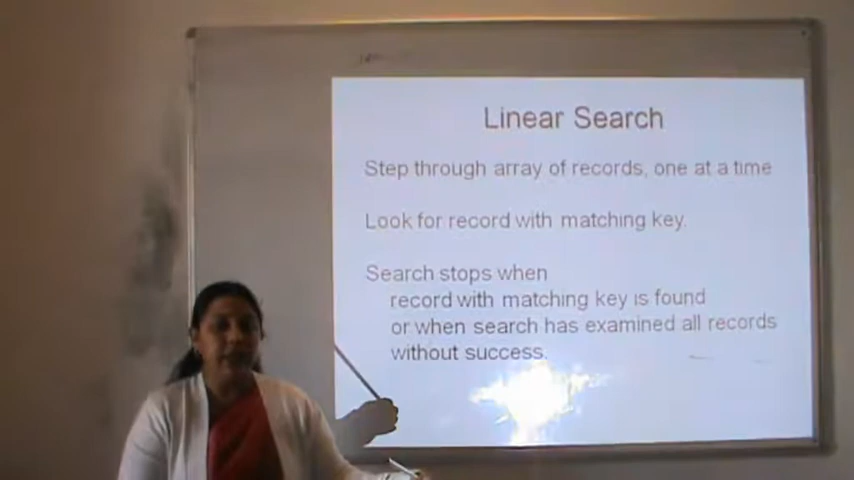 Linear Search
Step through array of records, one at a time
Look for record with matching key.
Search stops when
record with matching key is found
or when search has examined all records
without success.